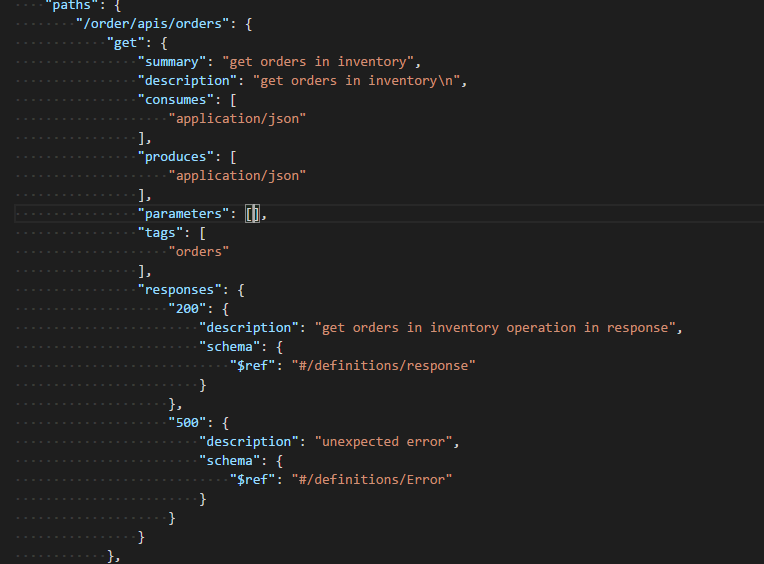 "paths": {
"/order/apis/orders": {
"get": {
"summary": "get orders in inventory",
"description": "get orders in inventory\n",
"consumes": [
"application/json"
],
"produces": [
"application/json"
],
"parameters": [],
"tags": [
"orders"
],
"responses": {
"200": {
"description": "get orders in inventory operation in response",
"schema": {
"$ref": "#/definitions/response"
}
},
"500": {
"description": "unexpected error",
"schema": {
"$ref": "#/definitions/Error"
}
}
}
},